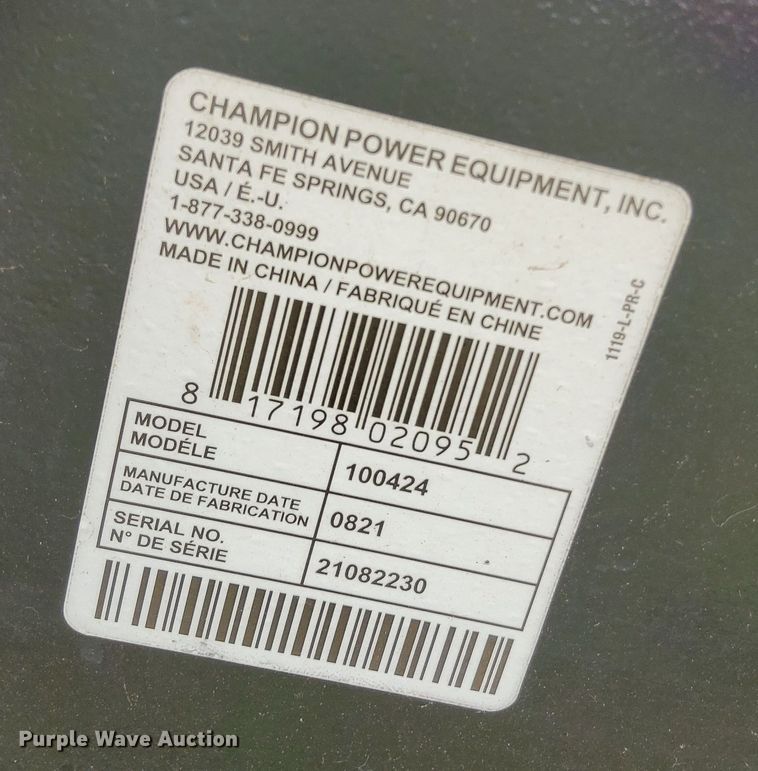 CHAMPION POWER EQUIPMENT, INC.
12039 SMITH AVENUE
SANTA FE SPRINGS, CA 90670
USA / É.-U.
1-877-338-0999
WWW.CHAMPIONPOWEREQUIPMENT.COM
MADE IN CHINA / FABRIQUÉ EN CHINE
1119-L-PR-C
8 17198 02095 2
MODEL
MODÉLE
100424
MANUFACTURE DATE
DATE DE FABRICATION
0821
SERIAL NO.
N° DE SÉRIE
21082230
Purple Wave Auction